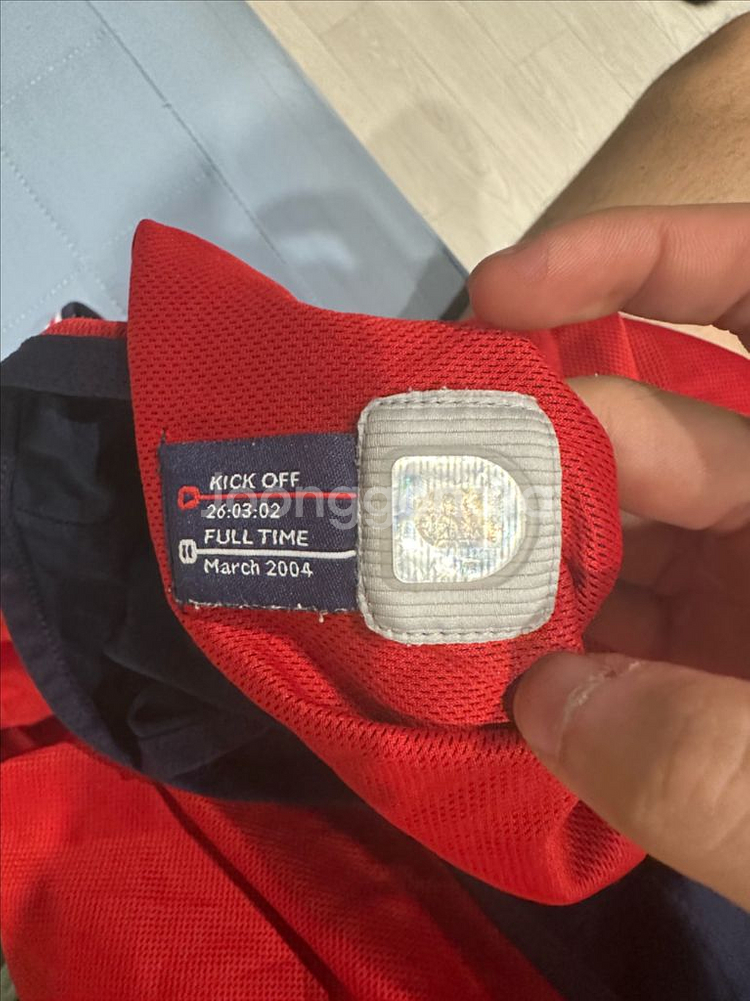 KICK OFF
26:03:02
FULL TIME
March 2004